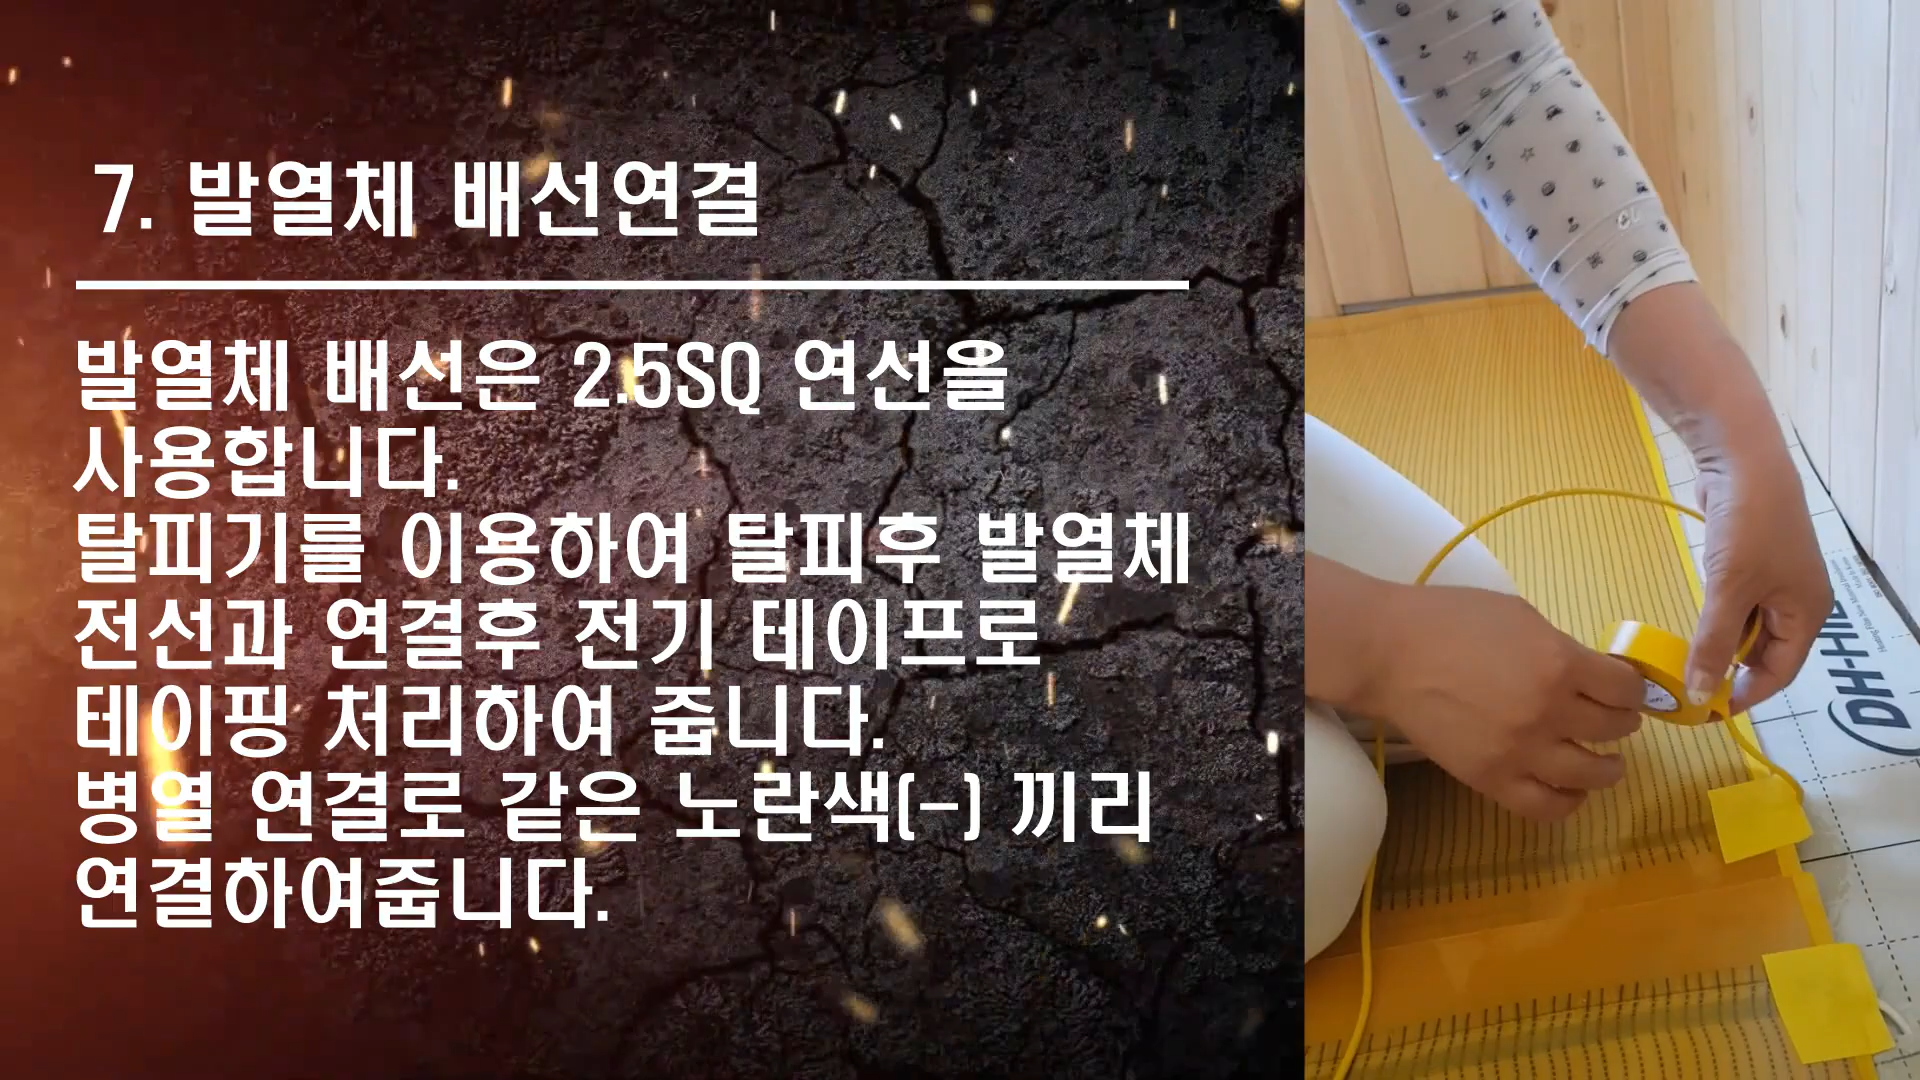 7. 발열체 배선연결
발열체 배선은 2.5SQ 연선을
사용합니다.
탈피기를 이용하여 탈피후 발열체
전선과 연결후 전기 테이프로
테이핑 처리하여 줍니다.
병열 연결로 같은 노란색(-) 끼리
연결하여줍니다.
DH-HI